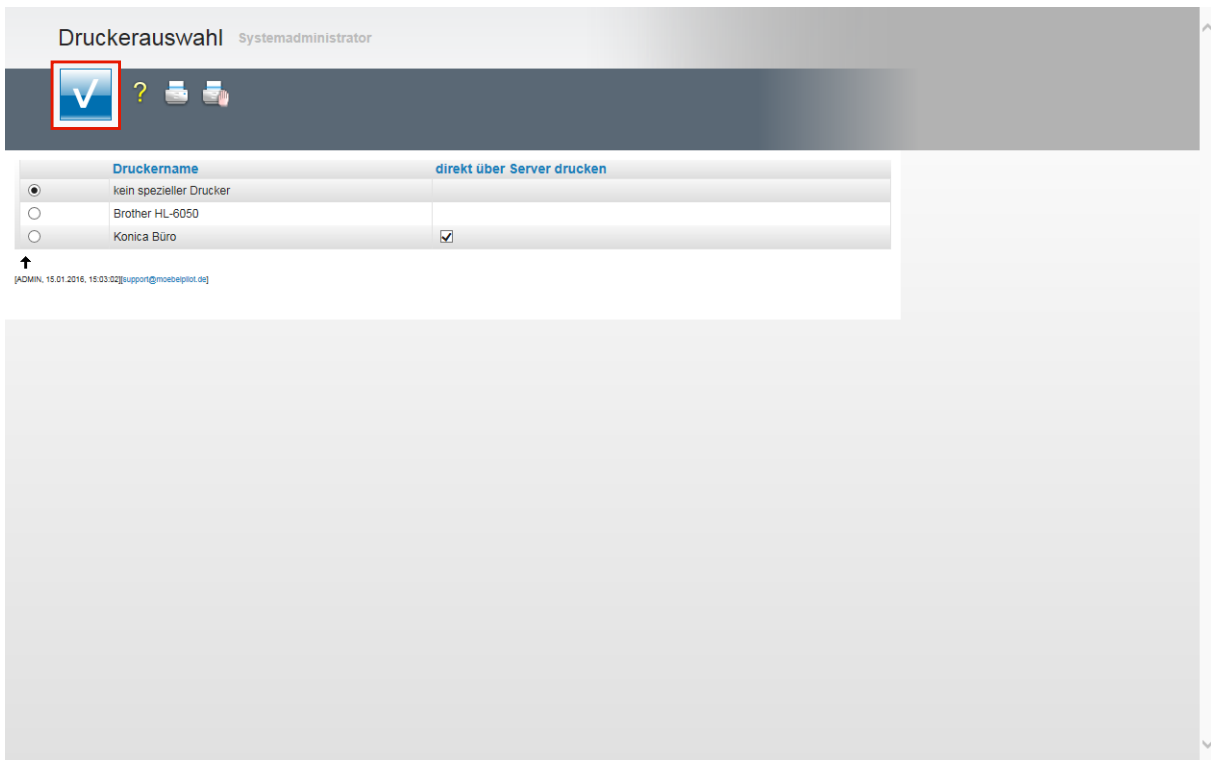 Druckerauswahl Systemadministrator
?
Druckername direkt über Server drucken
kein spezieller Drucker
Brother HL-6050
Konica Büro
[ADMIN, 15.01.2016, 15:03:02][support@moebelpilot.de]